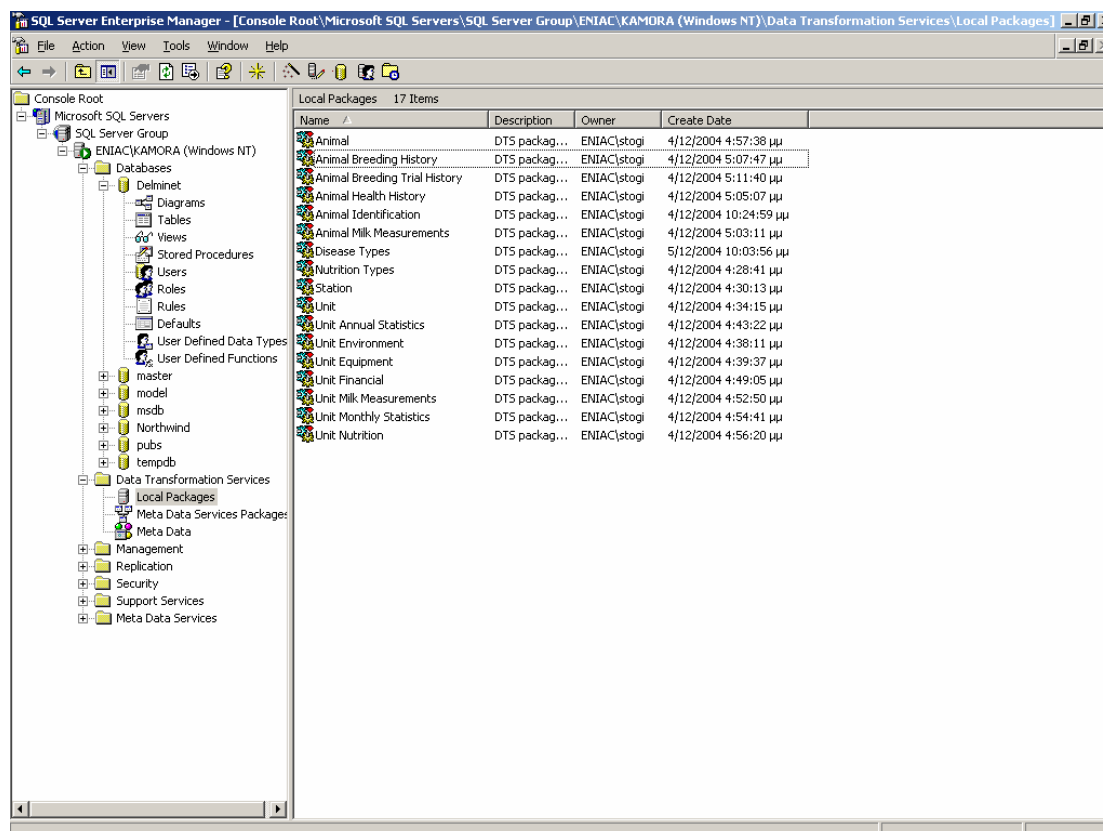 SQL Server Enterprise Manager - [Console Root\Microsoft SQL Servers\SQL Server Group\ENIAC\KAMORA (Windows NT)\Data Transformation Services\Local Packages]
File Action View Tools Window Help
Console Root
Microsoft SQL Servers
SQL Server Group
ENIAC\KAMORA (Windows NT)
Databases
Delminet
Diagrams
Tables
Views
Stored Procedures
Users
Roles
Rules
Defaults
User Defined Data Types
User Defined Functions
master
model
msdb
Northwind
pubs
tempdb
Data Transformation Services
Local Packages
Meta Data Services Packages
Meta Data
Management
Replication
Security
Support Services
Meta Data Services
Local Packages 17 Items
Name Description Owner Create Date
Animal DTS packag... ENIAC\stogi 4/12/2004 4:57:38 μμ
Animal Breeding History DTS packag... ENIAC\stogi 4/12/2004 5:07:47 μμ
Animal Breeding Trial History DTS packag... ENIAC\stogi 4/12/2004 5:11:40 μμ
Animal Health History DTS packag... ENIAC\stogi 4/12/2004 5:05:07 μμ
Animal Identification DTS packag... ENIAC\stogi 4/12/2004 10:24:59 μμ
Animal Milk Measurements DTS packag... ENIAC\stogi 4/12/2004 5:03:11 μμ
Disease Types DTS packag... ENIAC\stogi 5/12/2004 10:03:56 μμ
Nutrition Types DTS packag... ENIAC\stogi 4/12/2004 4:28:41 μμ
Station DTS packag... ENIAC\stogi 4/12/2004 4:30:13 μμ
Unit DTS packag... ENIAC\stogi 4/12/2004 4:34:15 μμ
Unit Annual Statistics DTS packag... ENIAC\stogi 4/12/2004 4:43:22 μμ
Unit Environment DTS packag... ENIAC\stogi 4/12/2004 4:38:11 μμ
Unit Equipment DTS packag... ENIAC\stogi 4/12/2004 4:39:37 μμ
Unit Financial DTS packag... ENIAC\stogi 4/12/2004 4:49:05 μμ
Unit Milk Measurements DTS packag... ENIAC\stogi 4/12/2004 4:52:50 μμ
Unit Monthly Statistics DTS packag... ENIAC\stogi 4/12/2004 4:54:41 μμ
Unit Nutrition DTS packag... ENIAC\stogi 4/12/2004 4:56:20 μμ